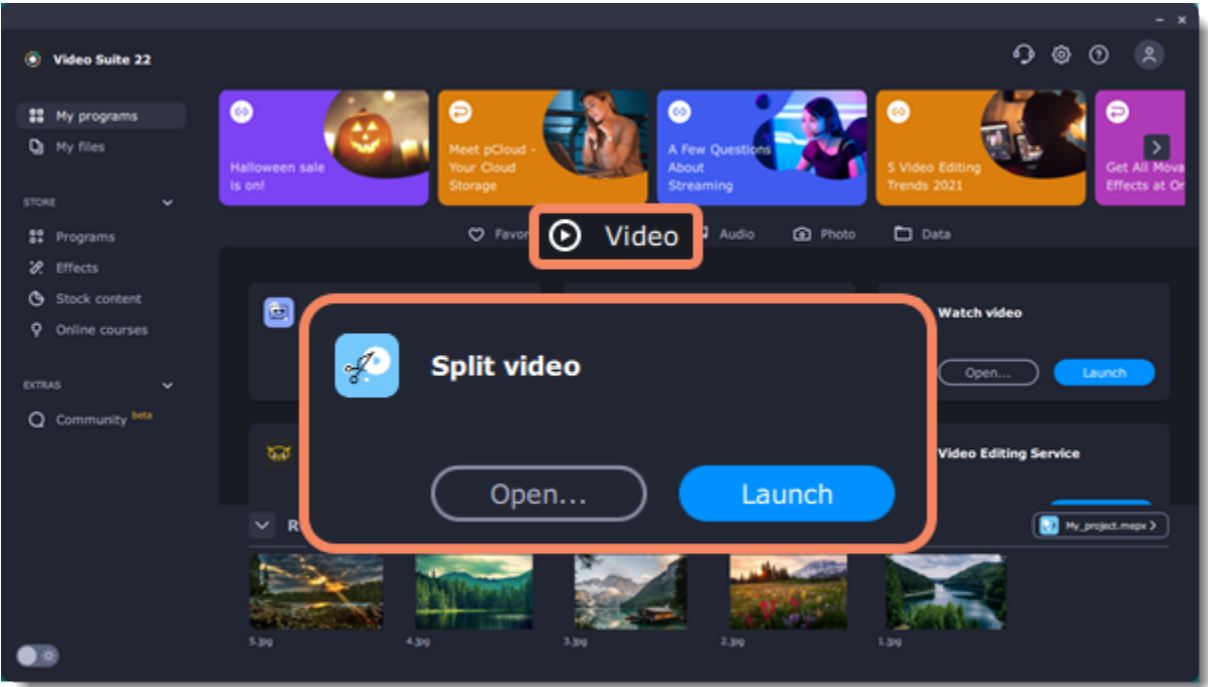 Video Suite 22
My programs
My files
STORE
Programs
Effects
Stock content
Online courses
EXTRAS
Community beta
Halloween sale
is on!
Meet pCloud -
Your Cloud
Storage
A Few Questions
About
Streaming
5 Video Editing
Trends 2021
Get All Mova
Effects at Or
Favor
Video
Audio
Photo
Data
Split video
Open...
Launch
Watch video
Open...
Launch
Video Editing Service
R
My_project.mepx
5.jpg
4.jpg
3.jpg
2.jpg
1.jpg